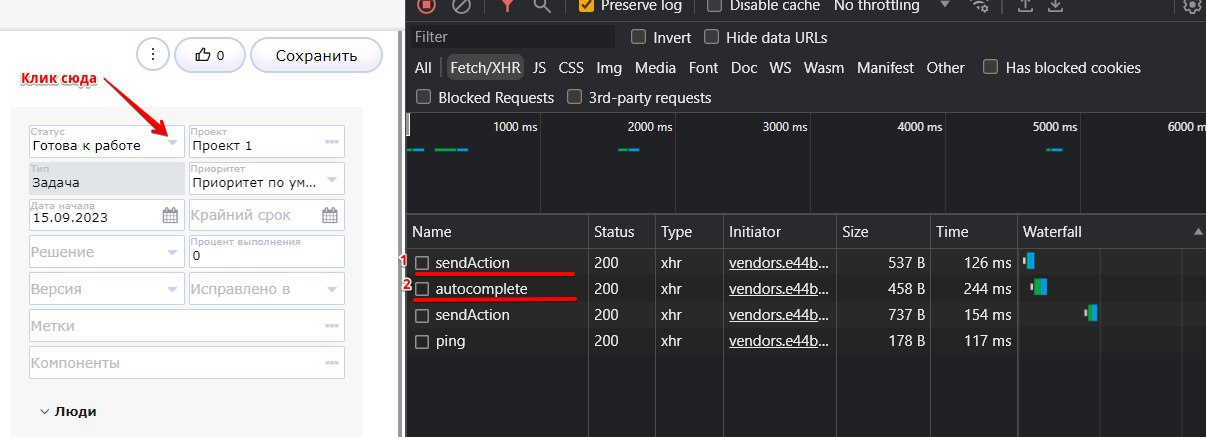 Preserve log Disable cache No throttling
0 Сохранить
Filter Invert Hide data URLs
Клик сюда
All Fetch/XHR JS CSS Img Media Font Doc WS Wasm Manifest Other Has blocked cookies
Blocked Requests 3rd-party requests
1000 ms 2000 ms 3000 ms 4000 ms 5000 ms 6000 m
Статус
Готова к работе
Проект
Проект 1
Тип
Задача
Приоритет
Приоритет по ум...
Дата начала
15.09.2023
Крайний срок
Решение
Процент выполнения
0
Версия
Исправлено в
Метки
Компоненты
Люди
Name Status Type Initiator Size Time Waterfall
1 sendAction 200 xhr vendors.e44b... 537 B 126 ms
2 autocomplete 200 xhr vendors.e44b... 458 B 244 ms
sendAction 200 xhr vendors.e44b... 737 B 154 ms
ping 200 xhr vendors.e44b... 178 B 117 ms